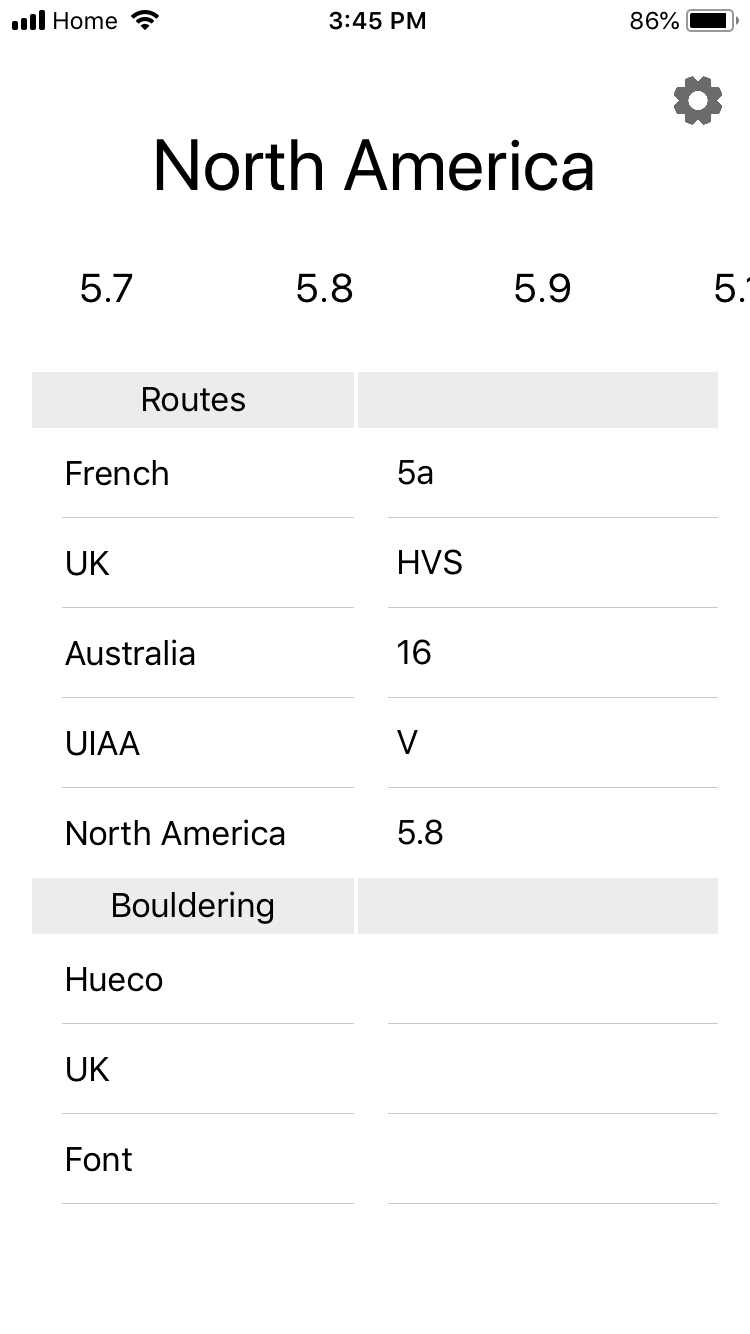 Home 3:45 PM 86%
North America
5.7 5.8 5.9 5.
Routes
French 5a
UK HVS
Australia 16
UIAA V
North America 5.8
Bouldering
Hueco
UK
Font